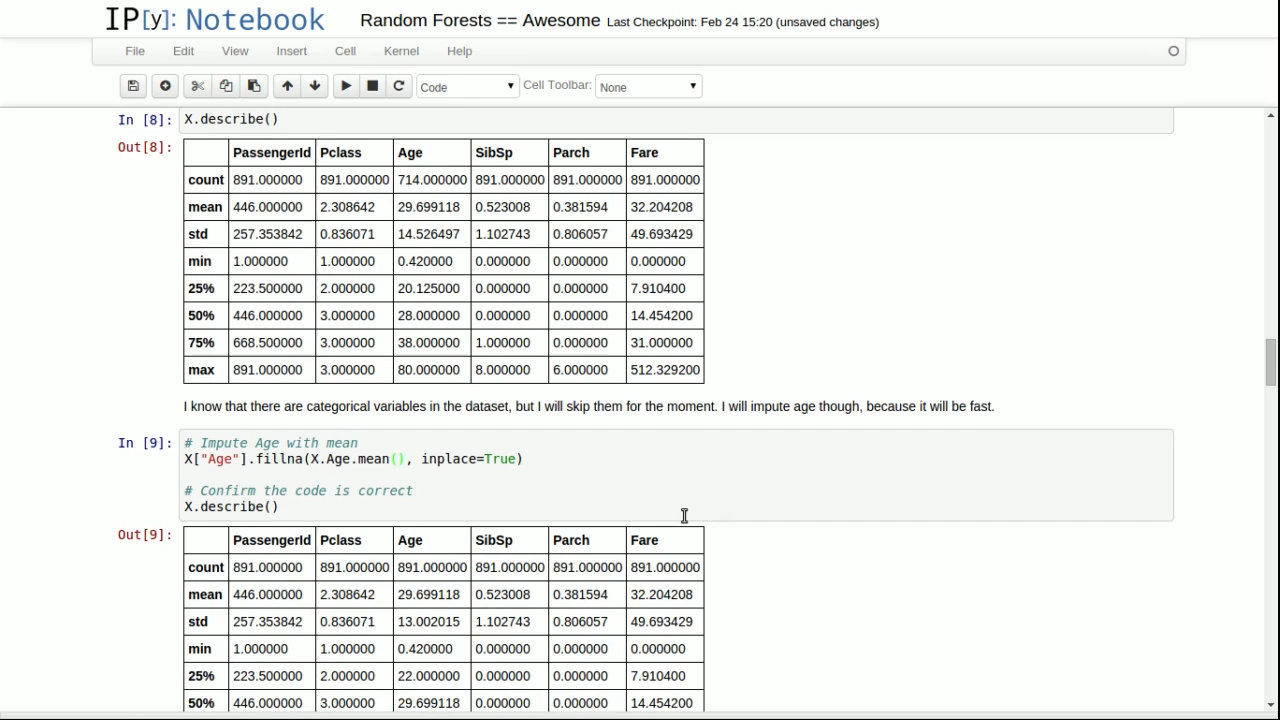 IP[y]: Notebook Random Forests == Awesome Last Checkpoint: Feb 24 15:20 (unsaved changes)
File Edit View Insert Cell Kernel Help
Code Cell Toolbar: None
In [8]: X.describe()
Out[8]:
PassengerId Pclass Age SibSp Parch Fare
count 891.000000 891.000000 714.000000 891.000000 891.000000 891.000000
mean 446.000000 2.308642 29.699118 0.523008 0.381594 32.204208
std 257.353842 0.836071 14.526497 1.102743 0.806057 49.693429
min 1.000000 1.000000 0.420000 0.000000 0.000000 0.000000
25% 223.500000 2.000000 20.125000 0.000000 0.000000 7.910400
50% 446.000000 3.000000 28.000000 0.000000 0.000000 14.454200
75% 668.500000 3.000000 38.000000 1.000000 0.000000 31.000000
max 891.000000 3.000000 80.000000 8.000000 6.000000 512.329200
I know that there are categorical variables in the dataset, but I will skip them for the moment. I will impute age though, because it will be fast.
In [9]: # Impute Age with mean
X["Age"].fillna(X.Age.mean(), inplace=True)
# Confirm the code is correct
X.describe()
Out[9]:
PassengerId Pclass Age SibSp Parch Fare
count 891.000000 891.000000 891.000000 891.000000 891.000000 891.000000
mean 446.000000 2.308642 29.699118 0.523008 0.381594 32.204208
std 257.353842 0.836071 13.002015 1.102743 0.806057 49.693429
min 1.000000 1.000000 0.420000 0.000000 0.000000 0.000000
25% 223.500000 2.000000 22.000000 0.000000 0.000000 7.910400
50% 446.000000 3.000000 29.699118 0.000000 0.000000 14.454200